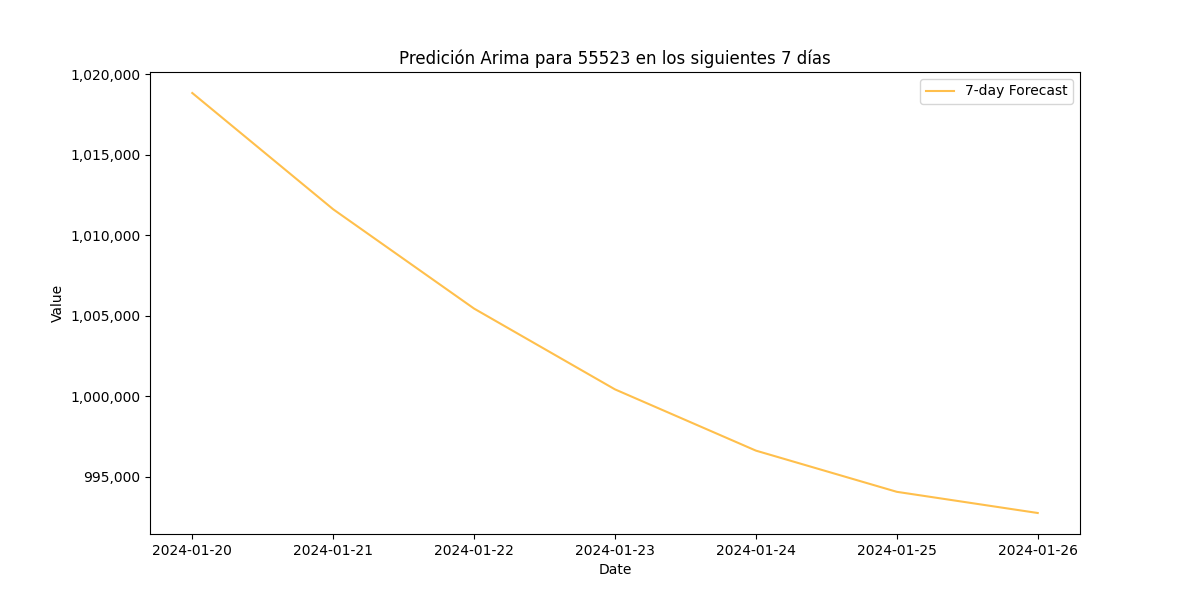 Predición Arima para 55523 en los siguientes 7 días
7-day Forecast
Value
1,020,000
1,015,000
1,010,000
1,005,000
1,000,000
995,000
2024-01-20 2024-01-21 2024-01-22 2024-01-23 2024-01-24 2024-01-25 2024-01-26
Date